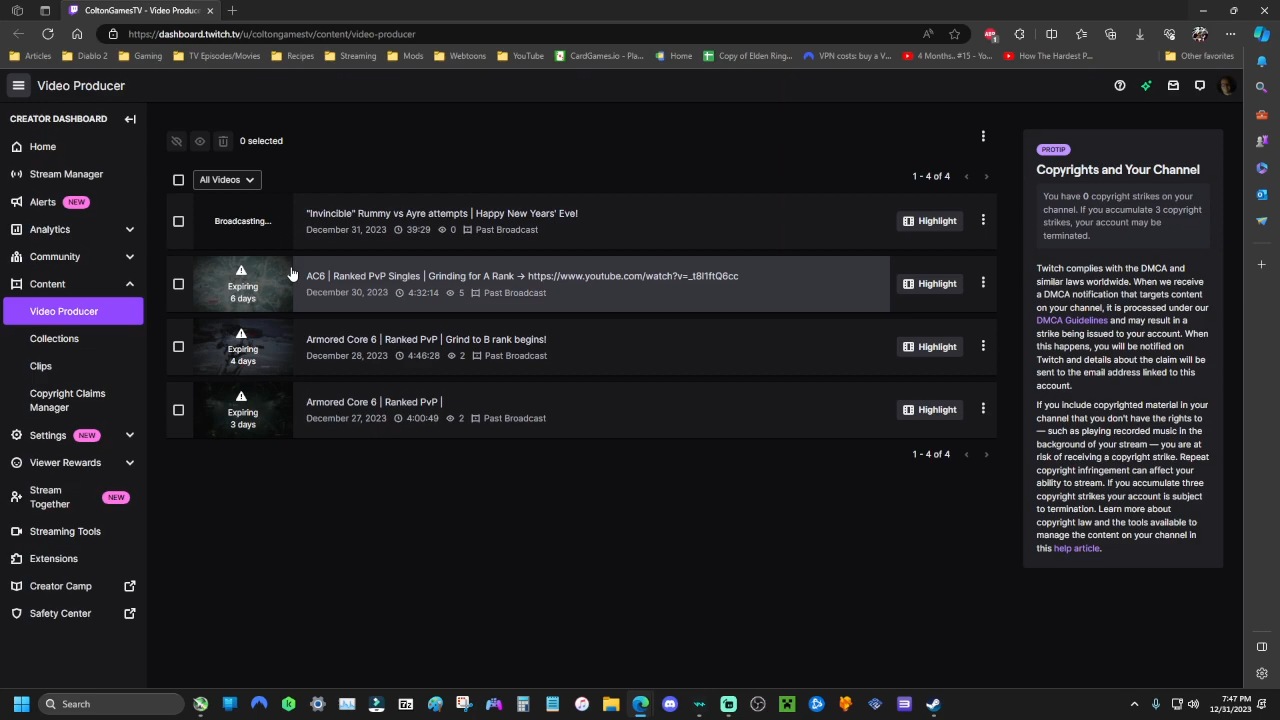 ColtonGamesTV - Video Produce
https://dashboard.twitch.tv/u/coltongamestv/content/video-producer
Articles
Diablo 2
Gaming
TV Episodes/Movies
Recipes
Streaming
Mods
Webtoons
YouTube
CardGames.io - Pla...
Home
Copy of Elden Ring...
VPN costs: buy a V...
4 Months.. #15 - Yo...
How The Hardest P...
Other favorites
Video Producer
CREATOR DASHBOARD
Home
Stream Manager
Alerts NEW
Analytics
Community
Content
Video Producer
Collections
Clips
Copyright Claims
Manager
Settings NEW
Viewer Rewards
Stream
Together NEW
Streaming Tools
Extensions
Creator Camp
Safety Center
0 selected
All Videos
1 - 4 of 4
Broadcasting...
"Invincible" Rummy vs Ayre attempts | Happy New Years' Eve!
December 31, 2023 39:29 0 Past Broadcast
Highlight
Expiring
6 days
AC6 | Ranked PvP Singles | Grinding for A Rank -> https://www.youtube.com/watch?v=_t8l1ftQ6cc
December 30, 2023 4:32:14 5 Past Broadcast
Highlight
Expiring
4 days
Armored Core 6 | Ranked PvP | Grind to B rank begins!
December 28, 2023 4:46:28 2 Past Broadcast
Highlight
Expiring
3 days
Armored Core 6 | Ranked PvP |
December 27, 2023 4:00:49 2 Past Broadcast
Highlight
1 - 4 of 4
PROTIP
Copyrights and Your Channel
You have 0 copyright strikes on your
channel. If you accumulate 3 copyright
strikes, your account may be
terminated.
Twitch complies with the DMCA and
similar laws worldwide. When we receive
a DMCA notification that targets content
on your channel, it is processed under our
DMCA Guidelines and may result in a
strike being issued to your account. When
this happens, you will be notified on
Twitch and details about the claim will be
sent to the email address linked to this
account.
If you include copyrighted material in your
channel that you don't have the rights to
— such as playing recorded music in the
background of your stream — you are at
risk of receiving a copyright strike. Repeat
copyright infringement can affect your
ability to stream. If you accumulate three
copyright strikes your account is subject
to termination. Learn more about
copyright law and the tools available to
manage the content on your channel in
this help article.
Search
7:47 PM
12/31/2023